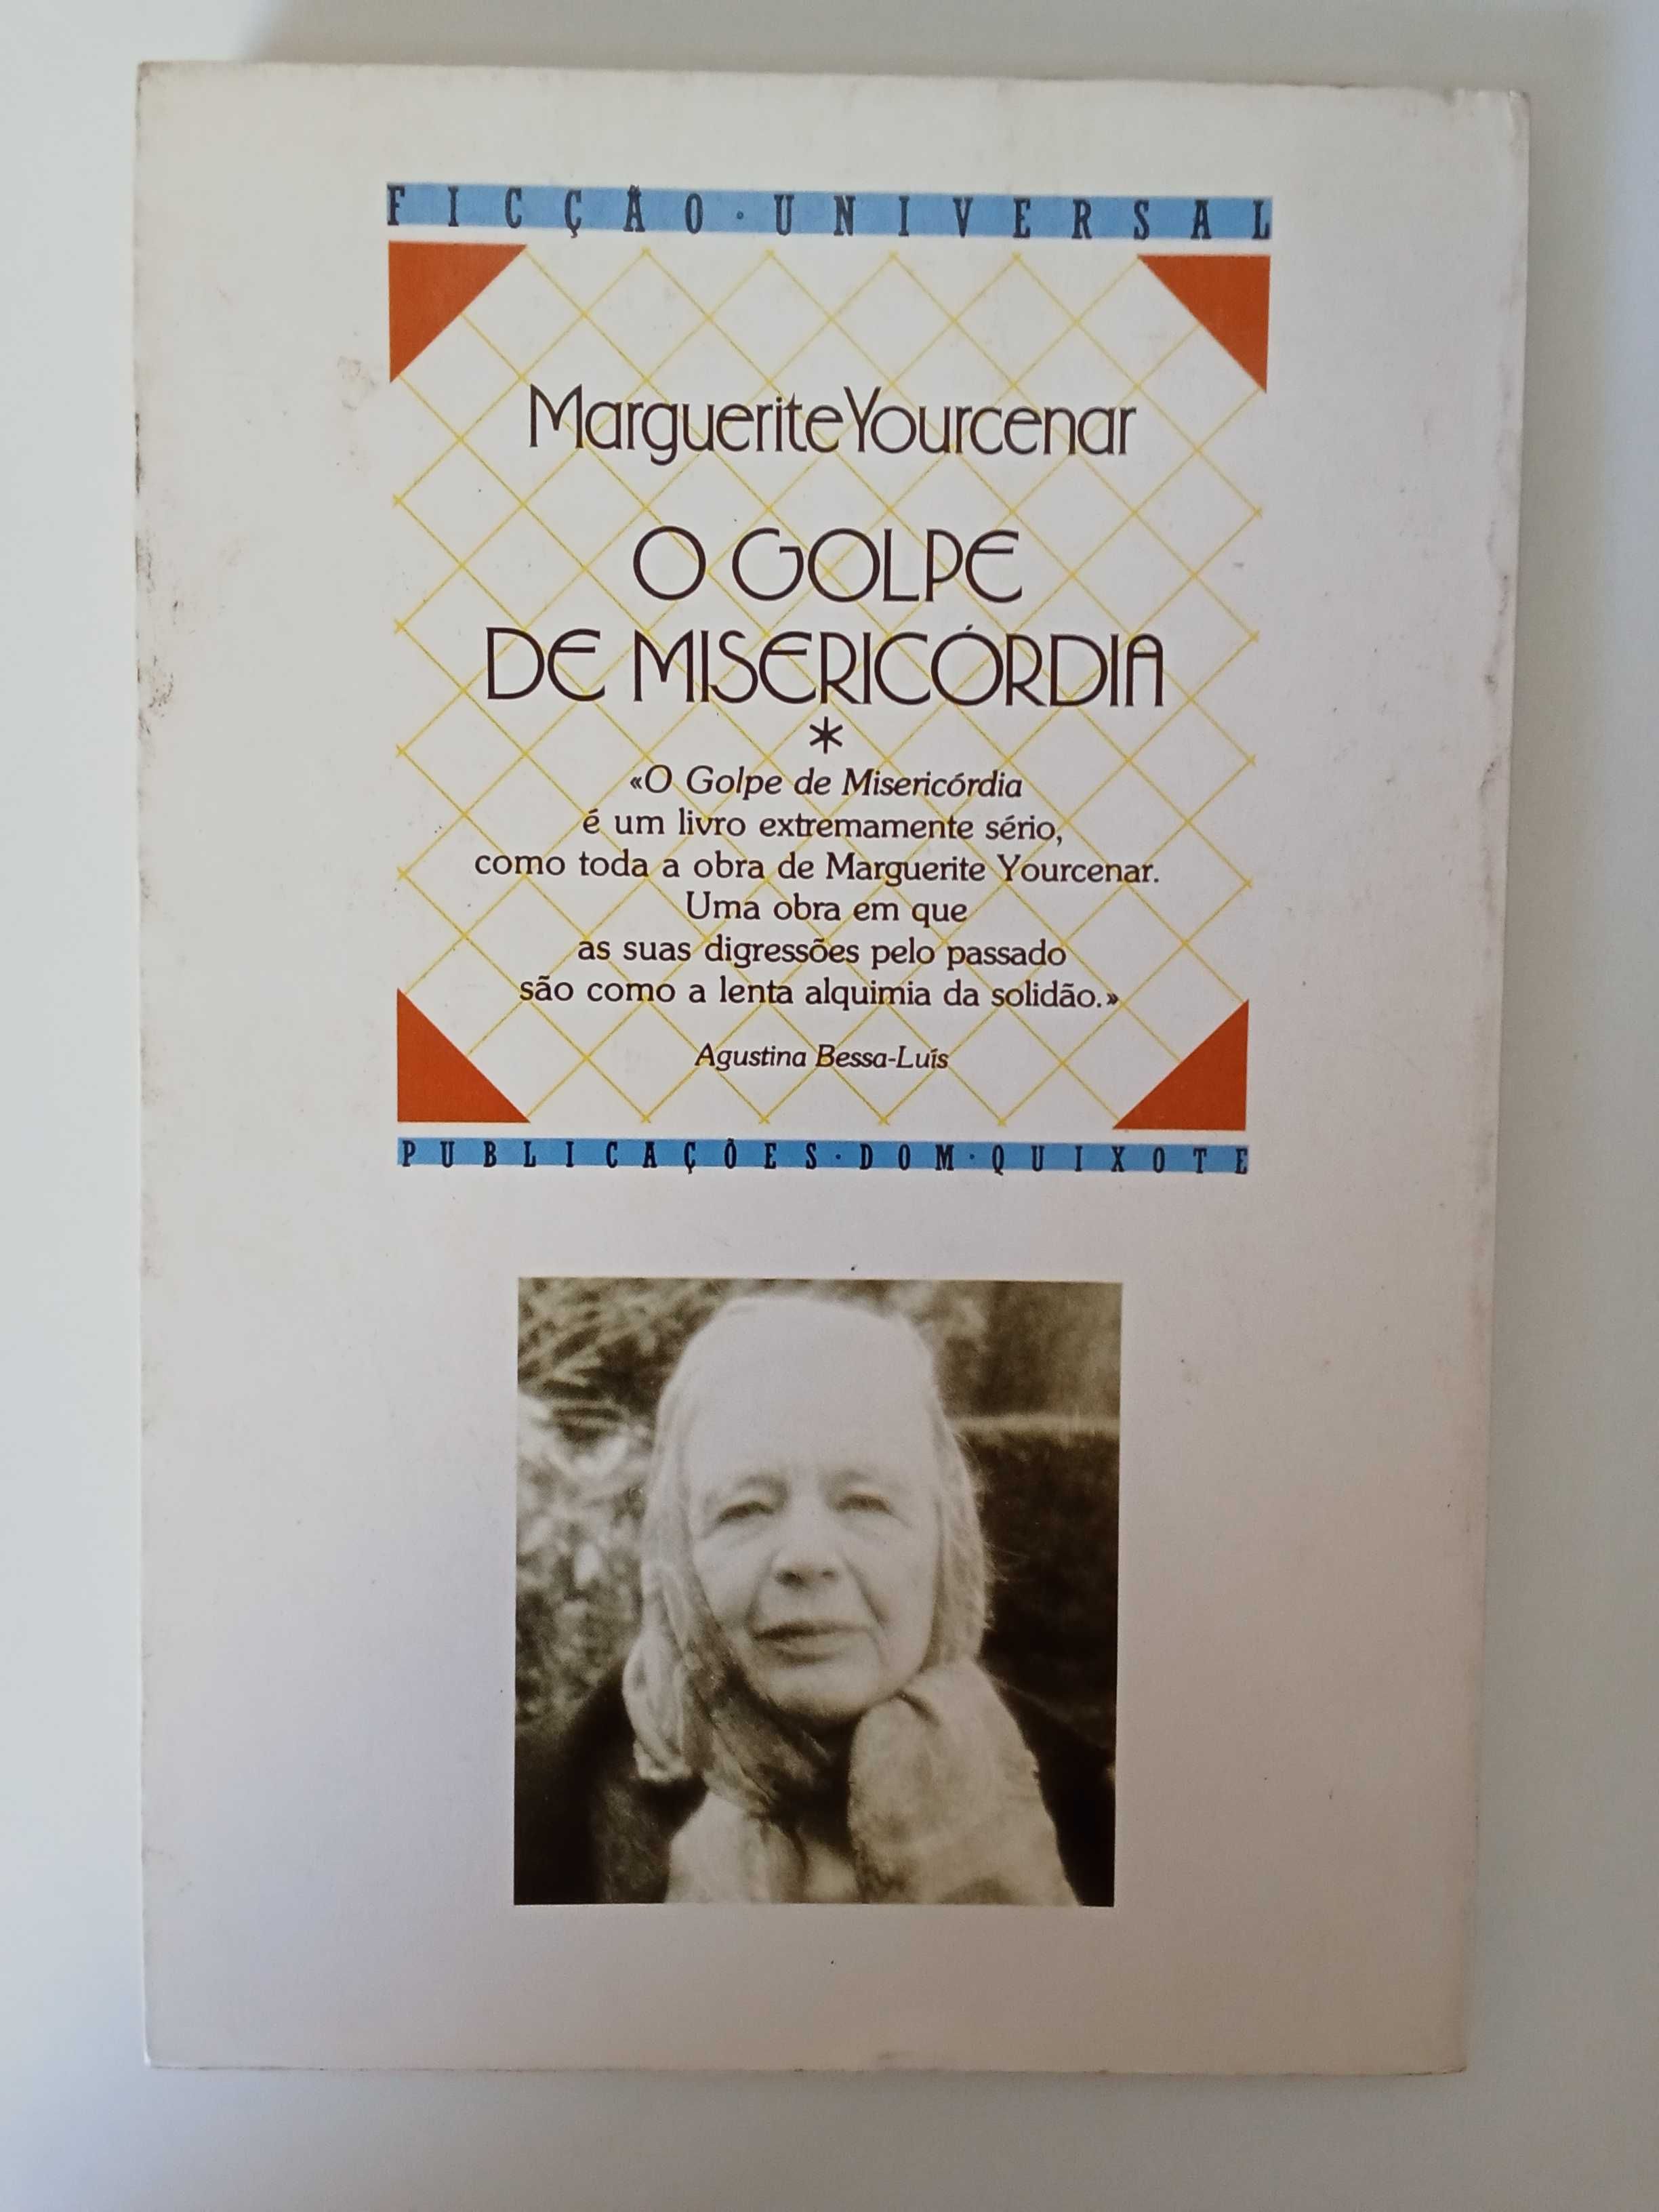 FICÇÃO·UNIVERSAL
Marguerite Yourcenar
O GOLPE
DE MISERICÓRDIA
*
«O Golpe de Misericórdia
é um livro extremamente sério,
como toda a obra de Marguerite Yourcenar.
Uma obra em que
as suas digressões pelo passado
são como a lenta alquimia da solidão.»
Agustina Bessa-Luís
PUBLICAÇÕES·DOM·QUIXOTE